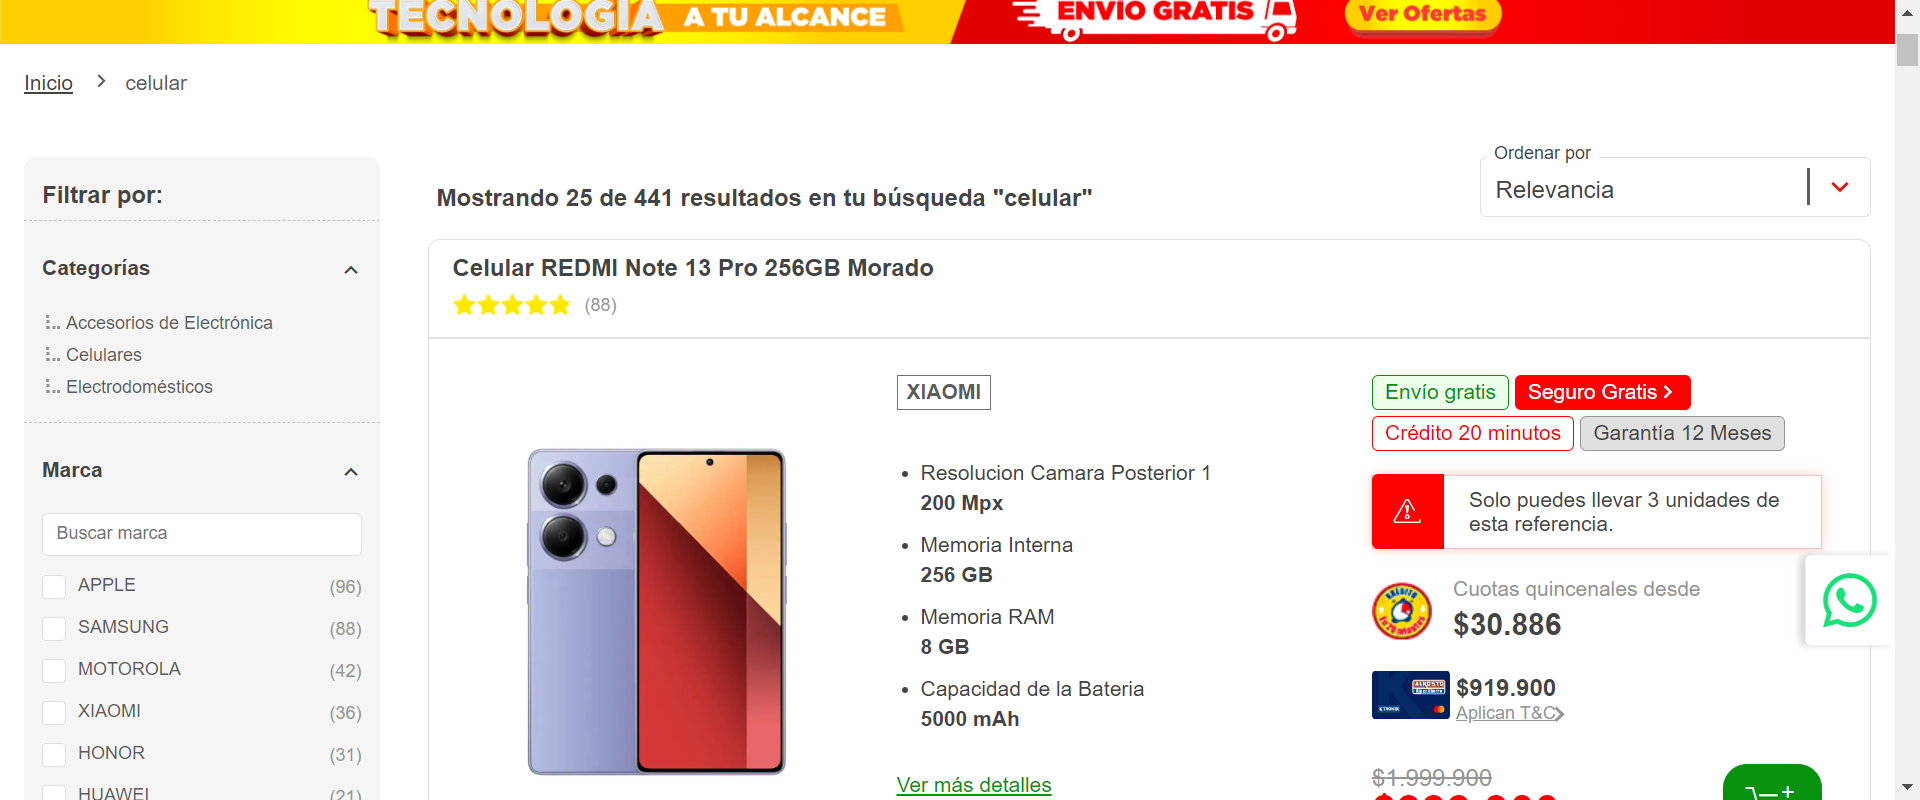 TECNOLOGÍA A TU ALCANCE
ENVÍO GRATIS
Ver Ofertas
Inicio
celular
Filtrar por:
Categorías
Accesorios de Electrónica
Celulares
Electrodomésticos
Marca
Buscar marca
APPLE (96)
SAMSUNG (88)
MOTOROLA (42)
XIAOMI (36)
HONOR (31)
HUAWEI (21)
Mostrando 25 de 441 resultados en tu búsqueda "celular"
Ordenar por
Relevancia
Celular REDMI Note 13 Pro 256GB Morado
(88)
XIAOMI
Resolucion Camara Posterior 1
200 Mpx
Memoria Interna
256 GB
Memoria RAM
8 GB
Capacidad de la Bateria
5000 mAh
Ver más detalles
Envío gratis
Seguro Gratis
Crédito 20 minutos
Garantía 12 Meses
Solo puedes llevar 3 unidades de
esta referencia.
Cuotas quincenales desde
$30.886
$919.900
Aplican T&C
$1.999.900